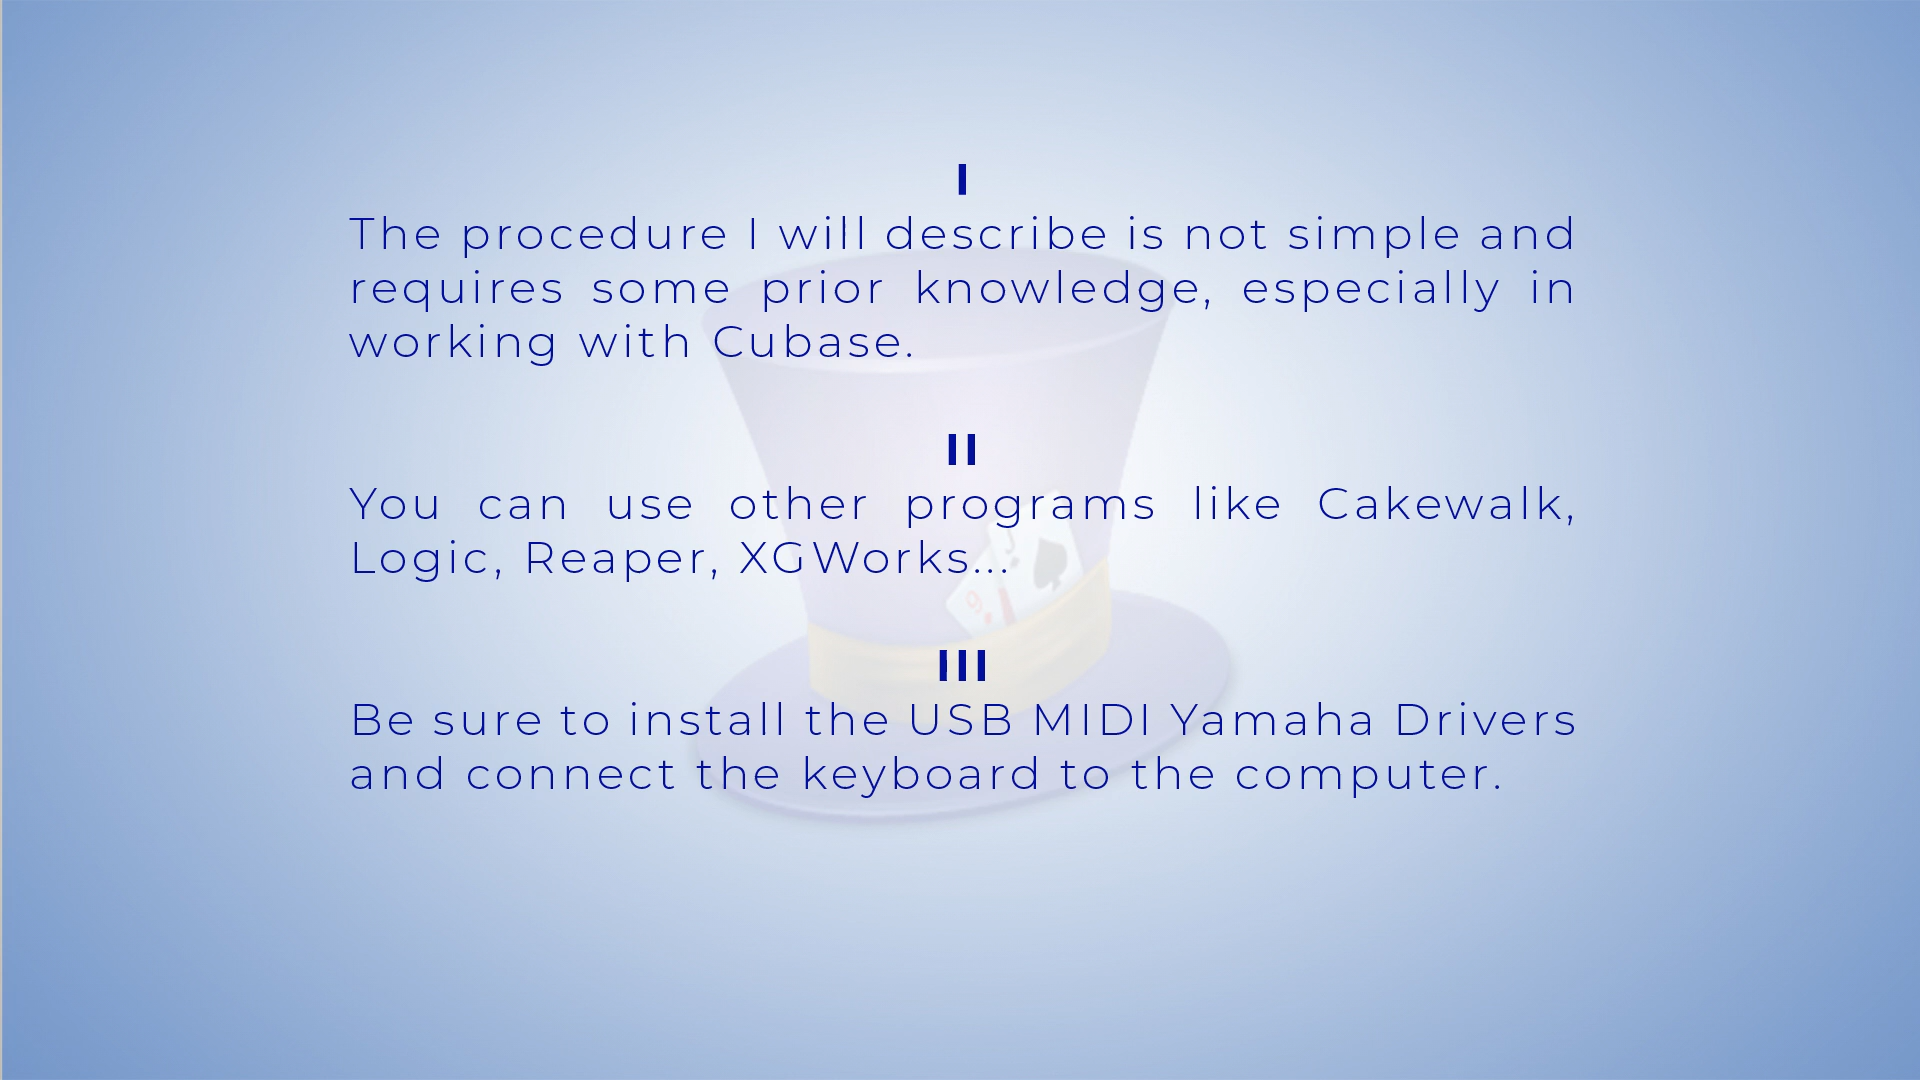 I
The procedure I will describe is not simple and
requires some prior knowledge, especially in
working with Cubase.
II
You can use other programs like Cakewalk,
Logic, Reaper, XGWorks...
III
Be sure to install the USB MIDI Yamaha Drivers
and connect the keyboard to the computer.
J
9